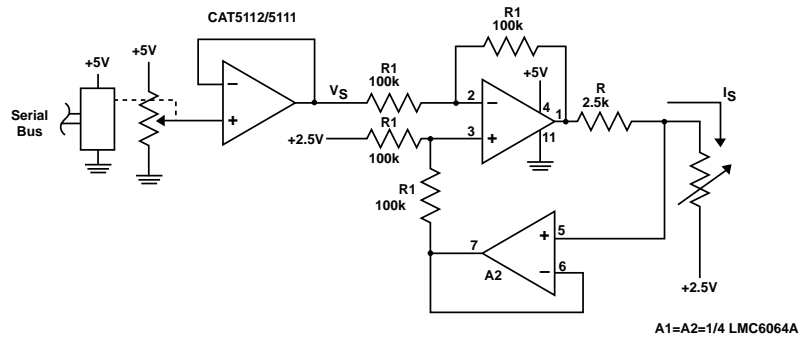 CAT5112/5111
+5V
+5V
Serial
Bus
−
+
VS
R1
100k
R1
100k
+5V
2
−
4
1
3
+
11
+2.5V
R1
100k
R
2.5k
IS
R1
100k
7
+
5
−
6
A2
+2.5V
A1=A2=1/4 LMC6064A